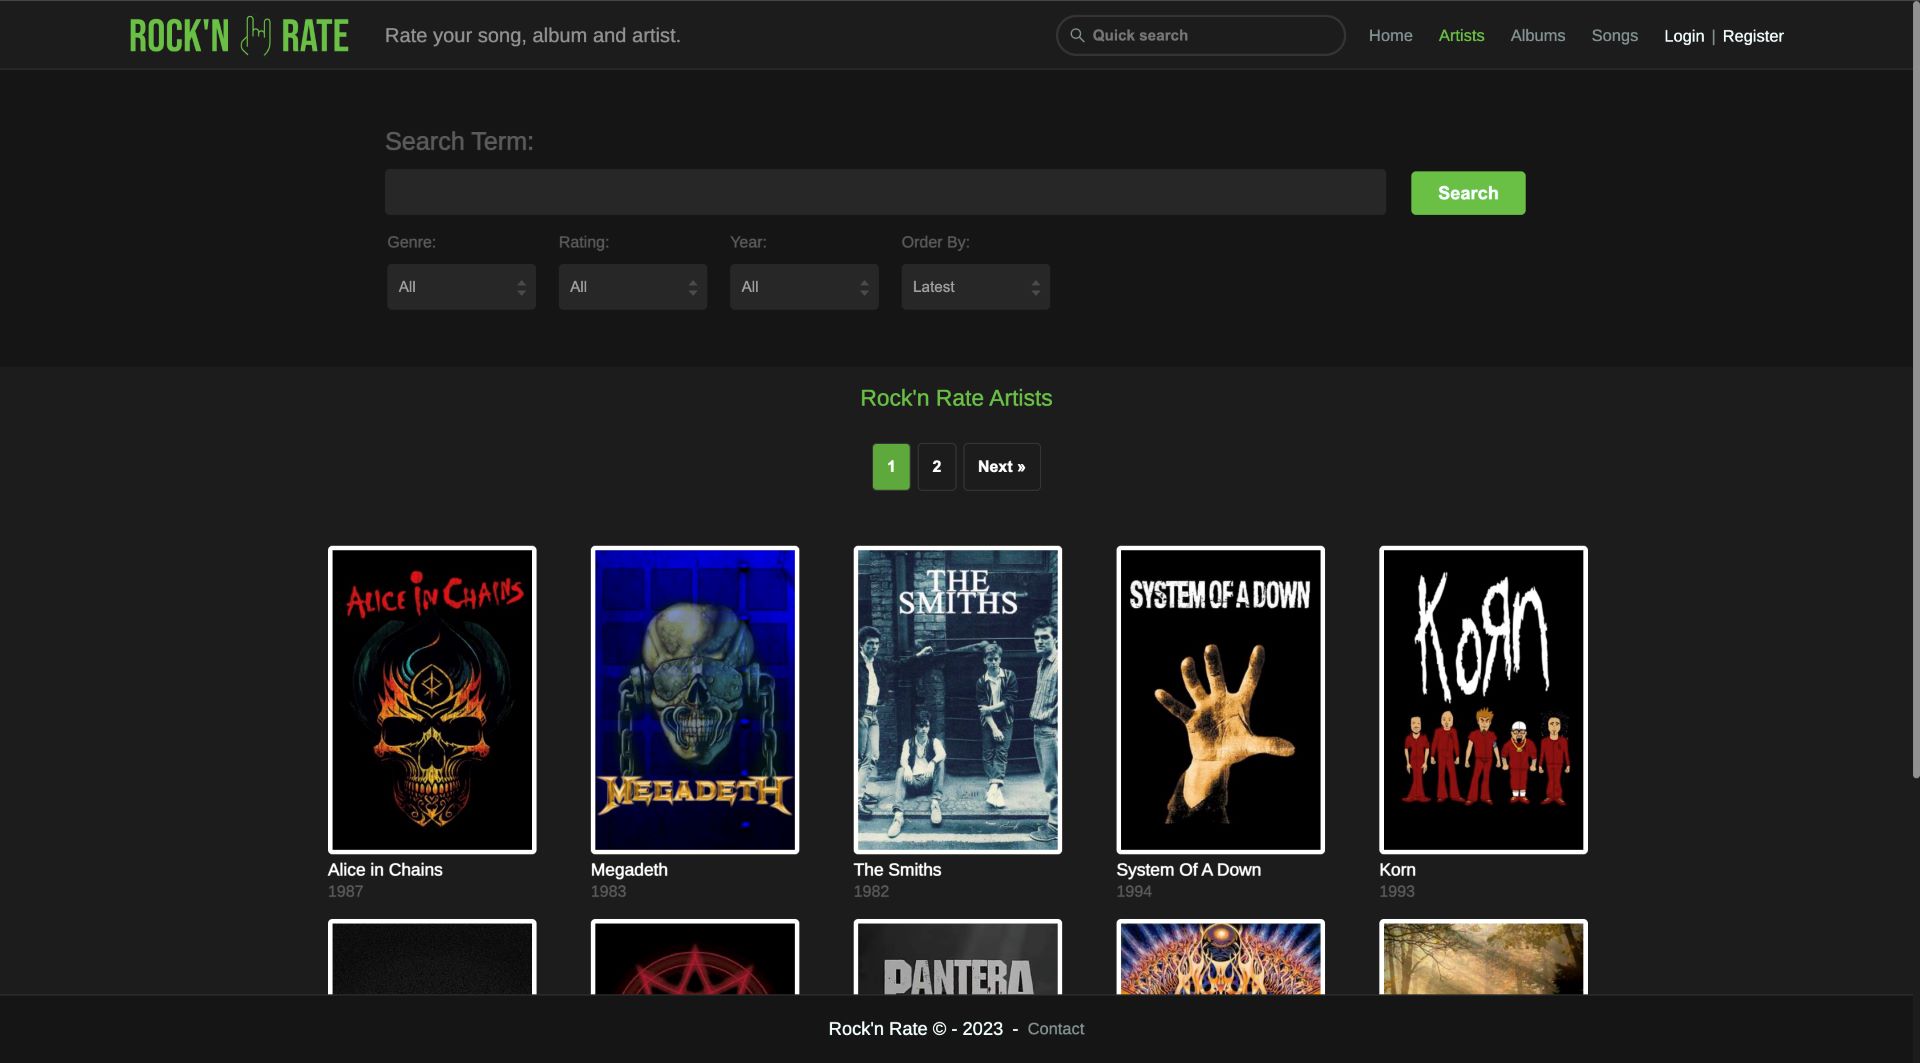 ROCK'N RATE
Rate your song, album and artist.
Quick search
Home
Artists
Albums
Songs
Login | Register
Search Term:
Search
Genre:
Rating:
Year:
Order By:
All
All
All
Latest
Rock'n Rate Artists
1
2
Next »
ALICE IN CHAINS
MEGADETH
THE
SMITHS
SYSTEM OF A DOWN
KoЯn
Alice in Chains
1987
Megadeth
1983
The Smiths
1982
System Of A Down
1994
Korn
1993
PANTERA
Rock'n Rate © - 2023 - Contact